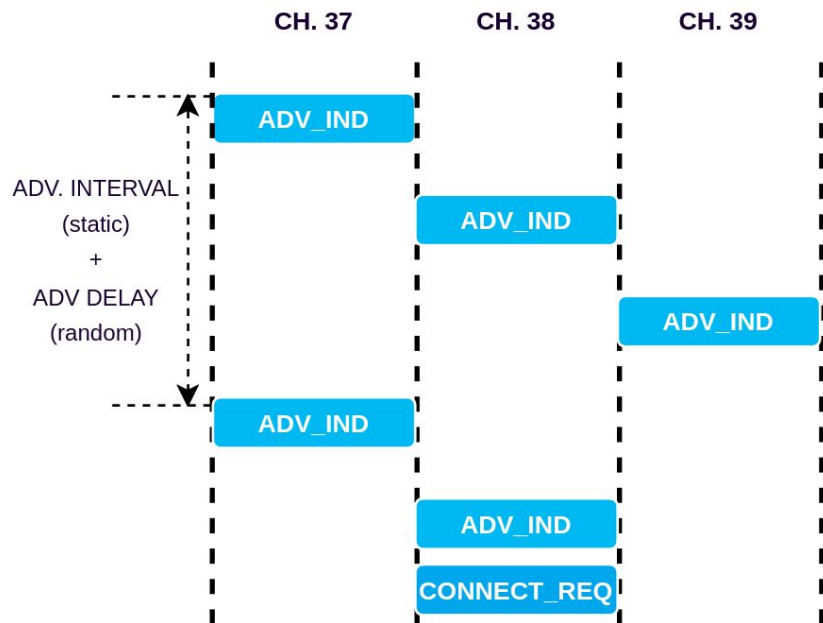 CH. 37
CH. 38
CH. 39
ADV_IND
ADV. INTERVAL
(static)
+
ADV DELAY
(random)
ADV_IND
ADV_IND
ADV_IND
ADV_IND
CONNECT_REQ